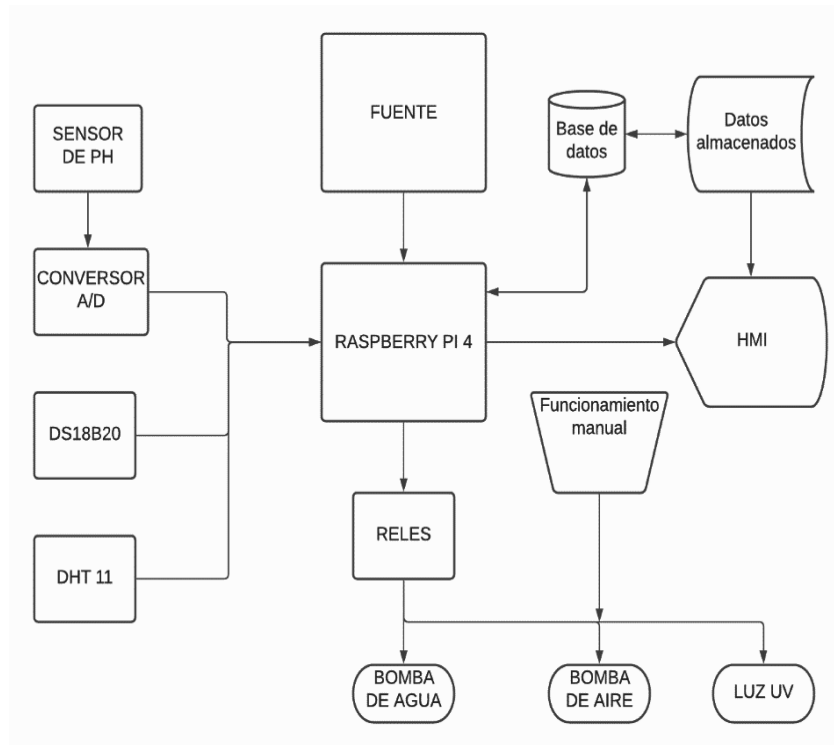 SENSOR
DE PH
FUENTE
Base de
datos
Datos
almacenados
CONVERSOR
A/D
RASPBERRY PI 4
HMI
DS18B20
Funcionamiento
manual
RELES
DHT 11
BOMBA
DE AGUA
BOMBA
DE AIRE
LUZ UV